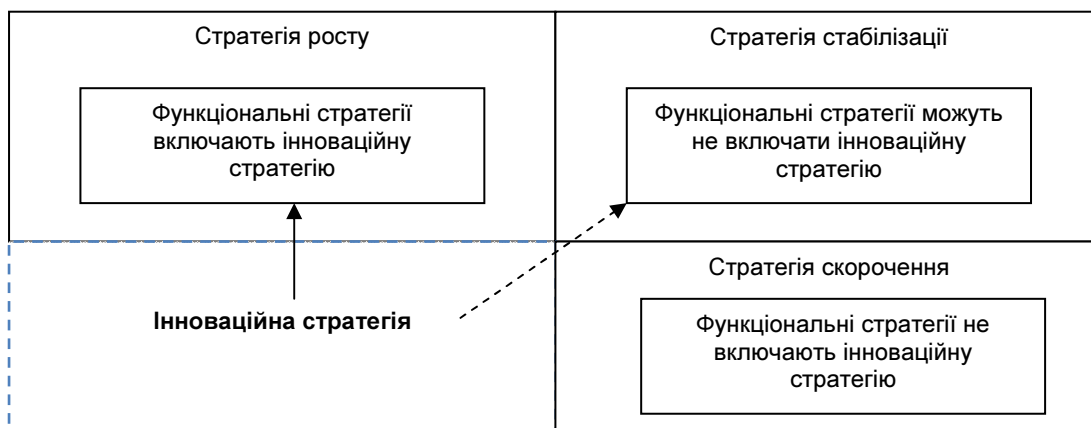 Стратегія росту
Функціональні стратегії
включають інноваційну
стратегію
Стратегія стабілізації
Функціональні стратегії можуть
не включати інноваційну
стратегію
Інноваційна стратегія
Стратегія скорочення
Функціональні стратегії не
включають інноваційну
стратегію